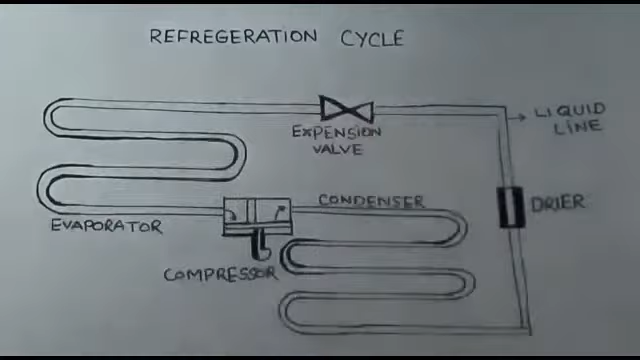 REFREGERATION CYCLE
LIQUID
LINE
EXPENSION
VALVE
CONDENSER
DRIER
EVAPORATOR
COMPRESSOR